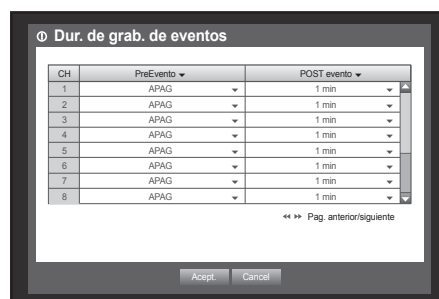 Dur. de grab. de eventos
CH PreEvento POST evento
1 APAG 1 min
2 APAG 1 min
3 APAG 1 min
4 APAG 1 min
5 APAG 1 min
6 APAG 1 min
7 APAG 1 min
8 APAG 1 min
Pag. anterior/siguiente
Acept. Cancel